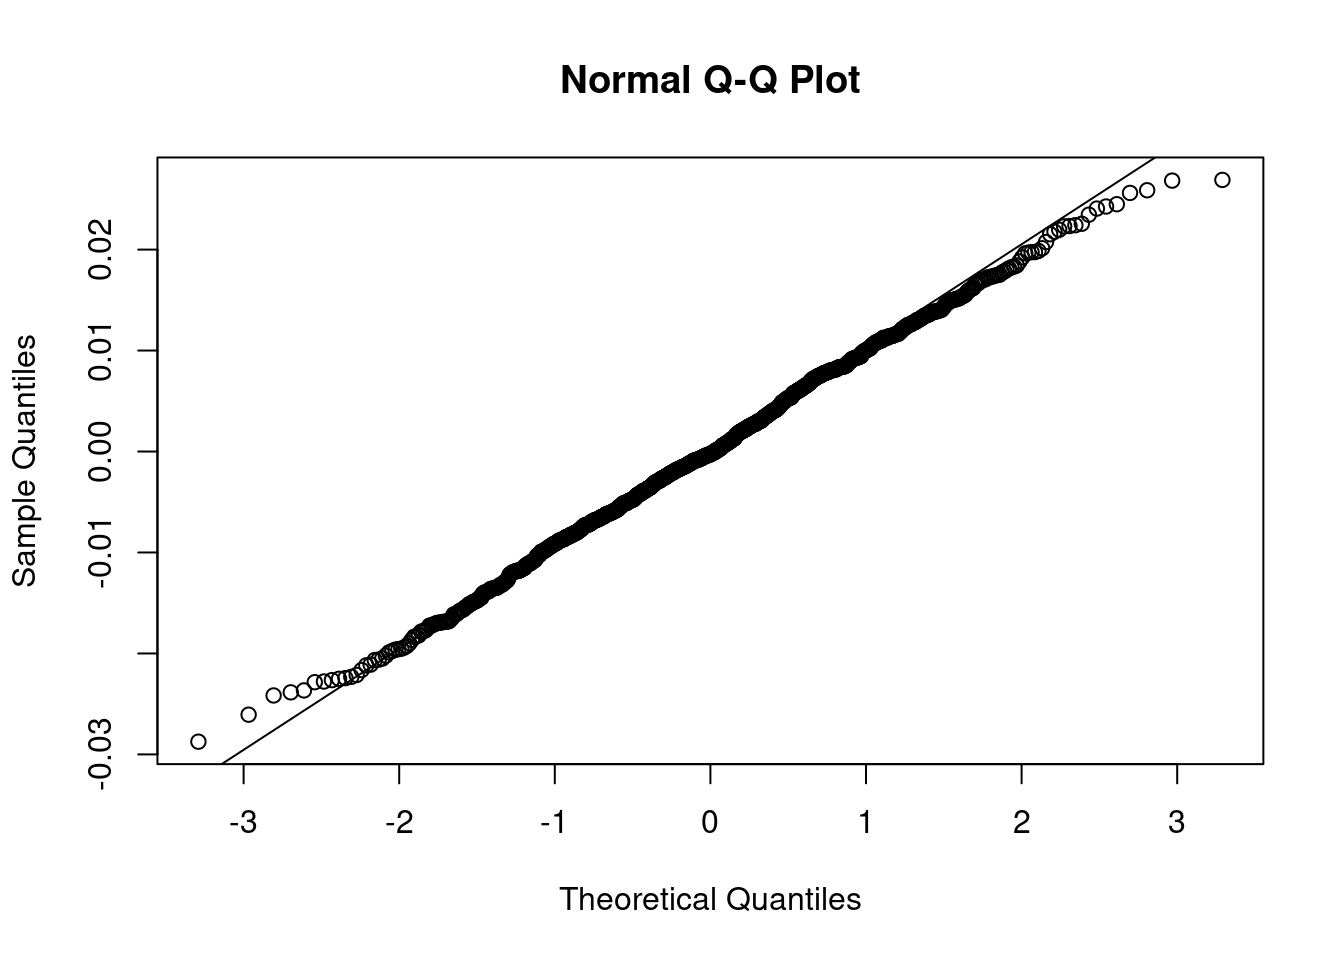 Normal Q-Q Plot
Sample Quantiles
0.02
0.01
0.00
-0.01
-0.03
-3 -2 -1 0 1 2 3
Theoretical Quantiles